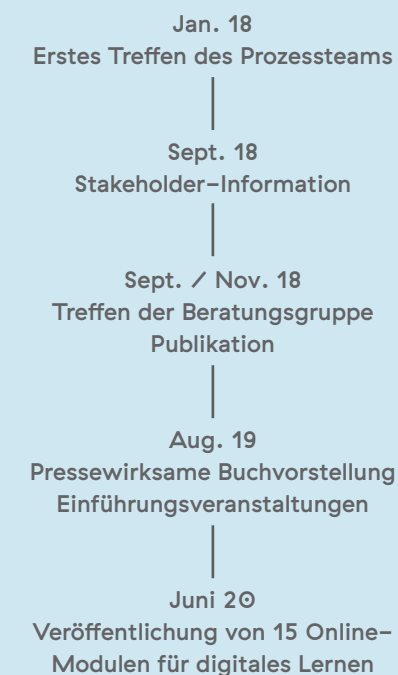 Jan. 18
Erstes Treffen des Prozessteams
Sept. 18
Stakeholder-Information
Sept. / Nov. 18
Treffen der Beratungsgruppe
Publikation
Aug. 19
Pressewirksame Buchvorstellung
Einführungsveranstaltungen
Juni 20
Veröffentlichung von 15 Online-
Modulen für digitales Lernen